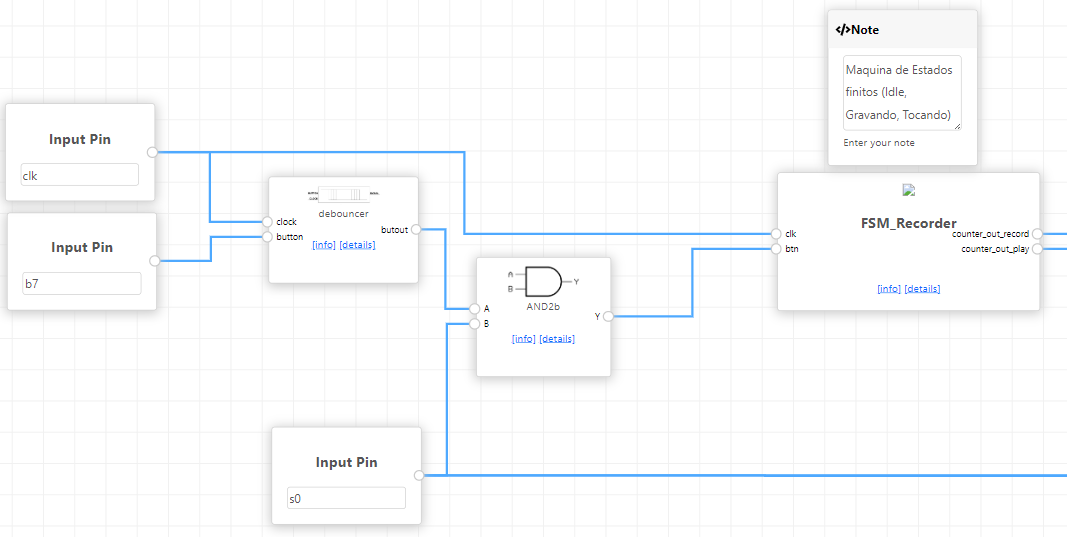 </>Note
Maquina de Estados
finitos (Idle,
Gravando, Tocando)
Enter your note
Input Pin
clk
Input Pin
b7
debouncer
clock
button
butout
[info] [details]
A
B
Y
AND2b
A
B
Y
[info] [details]
FSM_Recorder
clk
btn
counter_out_record
counter_out_play
[info] [details]
Input Pin
s0